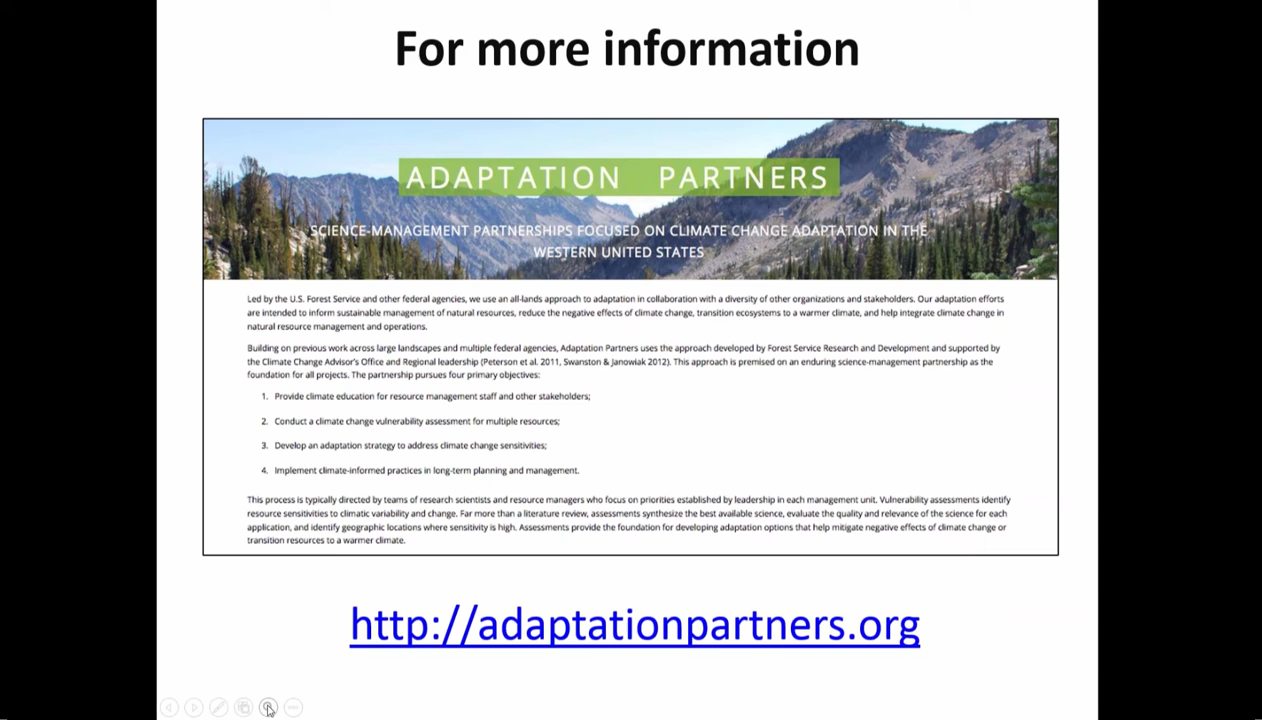 For more information
ADAPTATION PARTNERS
SCIENCE-MANAGEMENT PARTNERSHIPS FOCUSED ON CLIMATE CHANGE ADAPTATION IN THE
WESTERN UNITED STATES
Led by the U.S. Forest Service and other federal agencies, we use an all-lands approach to adaptation in collaboration with a diversity of other organizations and stakeholders. Our adaptation efforts
are intended to inform sustainable management of natural resources, reduce the negative effects of climate change, transition ecosystems to a warmer climate, and help integrate climate change in
natural resource management and operations.
Building on previous work across large landscapes and multiple federal agencies, Adaptation Partners uses the approach developed by Forest Service Research and Development and supported by
the Climate Change Advisor's Office and Regional leadership (Peterson et al. 2011, Swanston & Janowiak 2012). This approach is premised on an enduring science-management partnership as the
foundation for all projects. The partnership pursues four primary objectives:
1. Provide climate education for resource management staff and other stakeholders;
2. Conduct a climate change vulnerability assessment for multiple resources;
3. Develop an adaptation strategy to address climate change sensitivities;
4. Implement climate-informed practices in long-term planning and management.
This process is typically directed by teams of research scientists and resource managers who focus on priorities established by leadership in each management unit. Vulnerability assessments identify
resource sensitivities to climatic variability and change. Far more than a literature review, assessments synthesize the best available science, evaluate the quality and relevance of the science for each
application, and identify geographic locations where sensitivity is high. Assessments provide the foundation for developing adaptation options that help mitigate negative effects of climate change or
transition resources to a warmer climate.
http://adaptationpartners.org